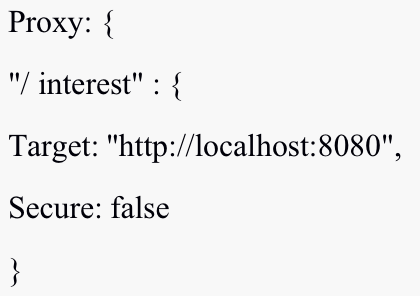 Proxy: {
"/ interest" : {
Target: "http://localhost:8080",
Secure: false
}